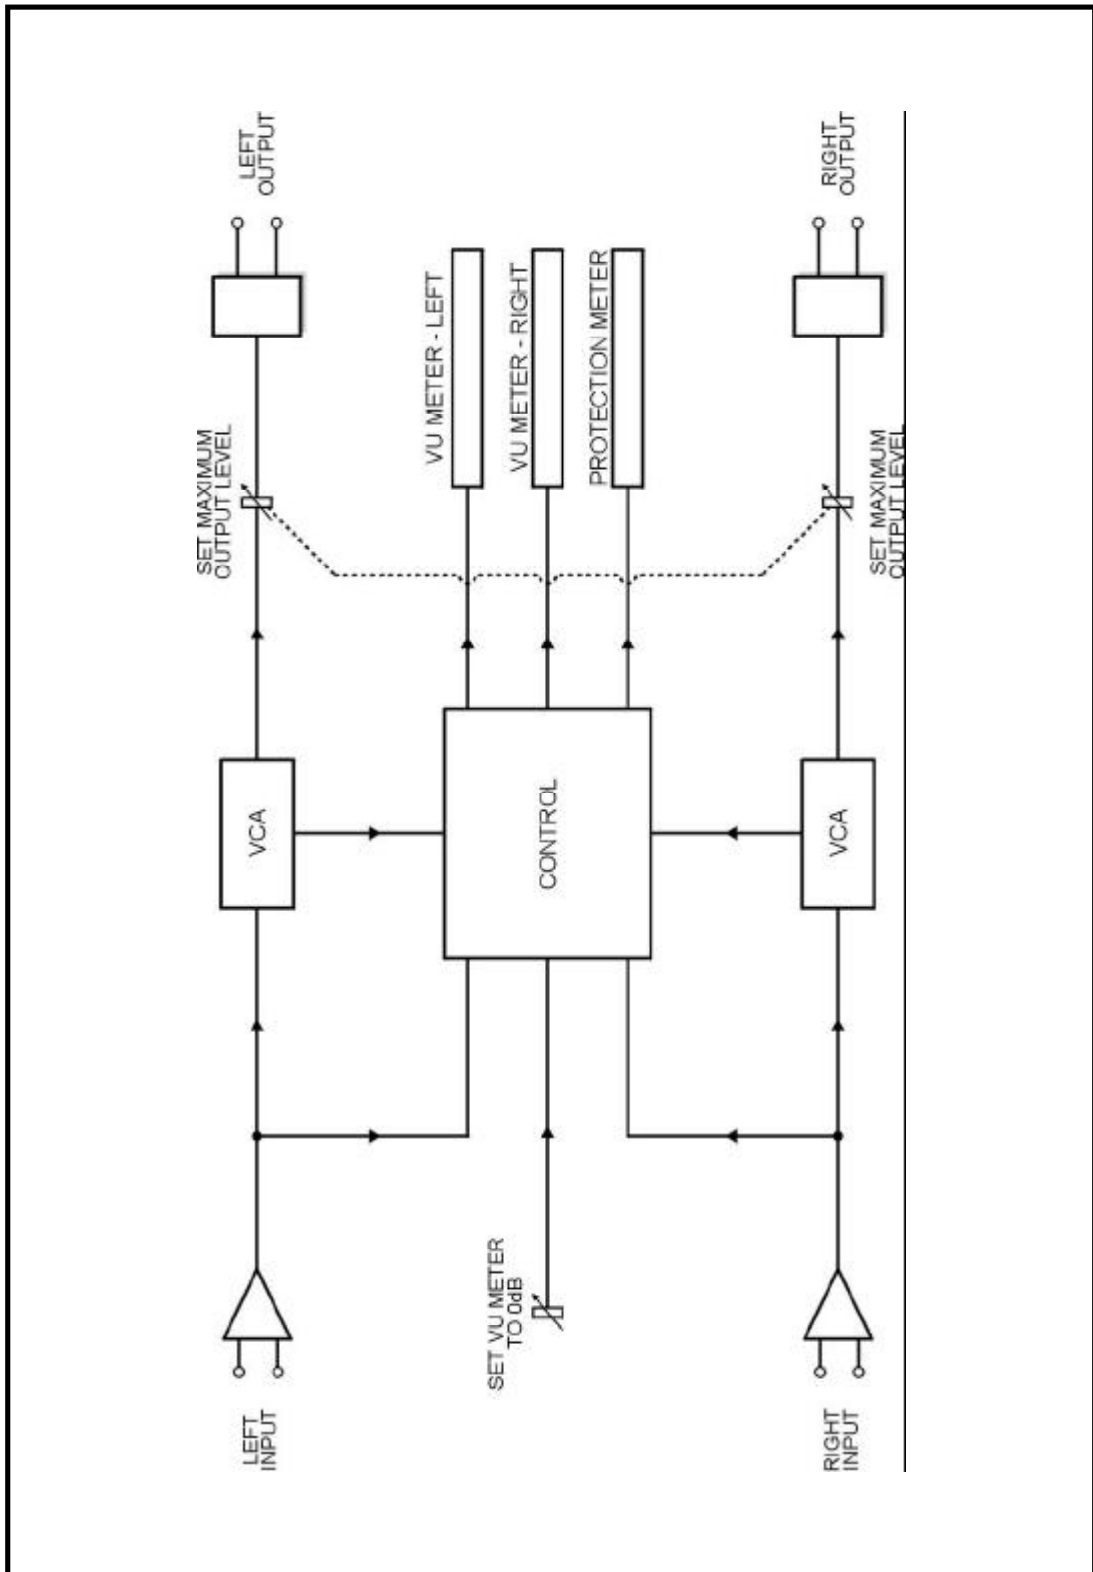 LEFT
INPUT
VCA
SET MAXIMUM
OUTPUT LEVEL
LEFT
OUTPUT
SET VU METER
TO 0dB
CONTROL
VU METER - LEFT
VU METER - RIGHT
PROTECTION METER
RIGHT
INPUT
VCA
SET MAXIMUM
OUTPUT LEVEL
RIGHT
OUTPUT